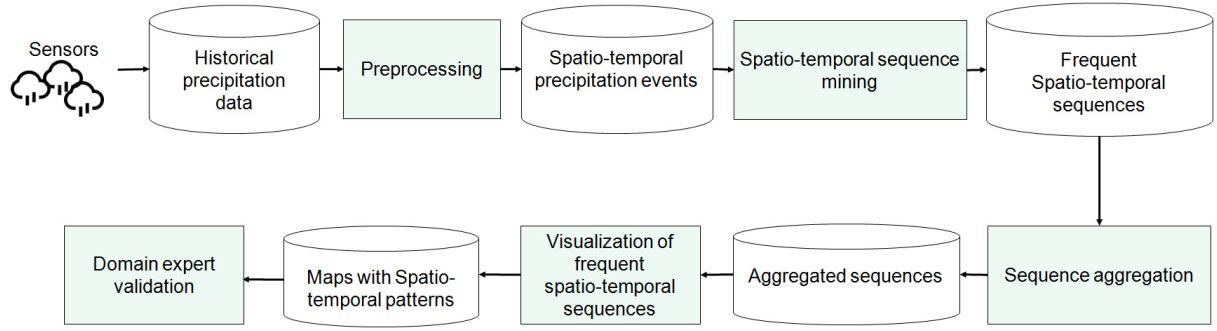 Sensors
Historical
precipitation
data
Preprocessing
Spatio-temporal
precipitation events
Spatio-temporal sequence
mining
Frequent
Spatio-temporal
sequences
Domain expert
validation
Maps with Spatio-
temporal patterns
Visualization of
frequent
spatio-temporal
sequences
Aggregated sequences
Sequence aggregation